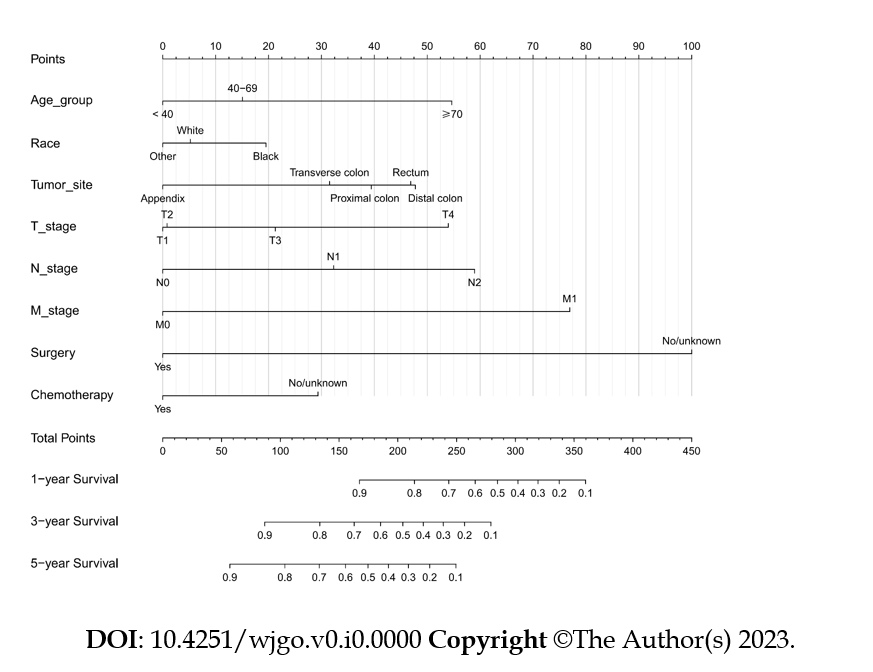 Points
0 10 20 30 40 50 60 70 80 90 100
Age_group
40−69
< 40 ⩾70
Race
White
Other Black
Tumor_site
Transverse colon Rectum
Appendix Proximal colon Distal colon
T_stage
T2 T4
T1 T3
N_stage
N1
N0 N2
M_stage
M1
M0
Surgery
No/unknown
Yes
Chemotherapy
No/unknown
Yes
Total Points
0 50 100 150 200 250 300 350 400 450
1−year Survival
0.9 0.8 0.7 0.6 0.5 0.4 0.3 0.2 0.1
3−year Survival
0.9 0.8 0.7 0.6 0.5 0.4 0.3 0.2 0.1
5−year Survival
0.9 0.8 0.7 0.6 0.5 0.4 0.3 0.2 0.1
DOI: 10.4251/wjgo.v0.i0.0000 Copyright ©The Author(s) 2023.